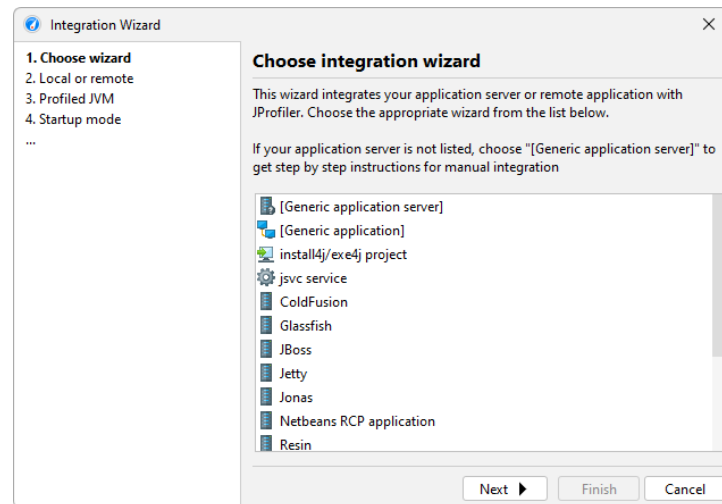 Integration Wizard
1. Choose wizard
2. Local or remote
3. Profiled JVM
4. Startup mode
...
Choose integration wizard
This wizard integrates your application server or remote application with
JProfiler. Choose the appropriate wizard from the list below.
If your application server is not listed, choose "[Generic application server]" to
get step by step instructions for manual integration
[Generic application server]
[Generic application]
install4j/exe4j project
jsvc service
ColdFusion
Glassfish
JBoss
Jetty
Jonas
Netbeans RCP application
Resin
Next
Finish
Cancel